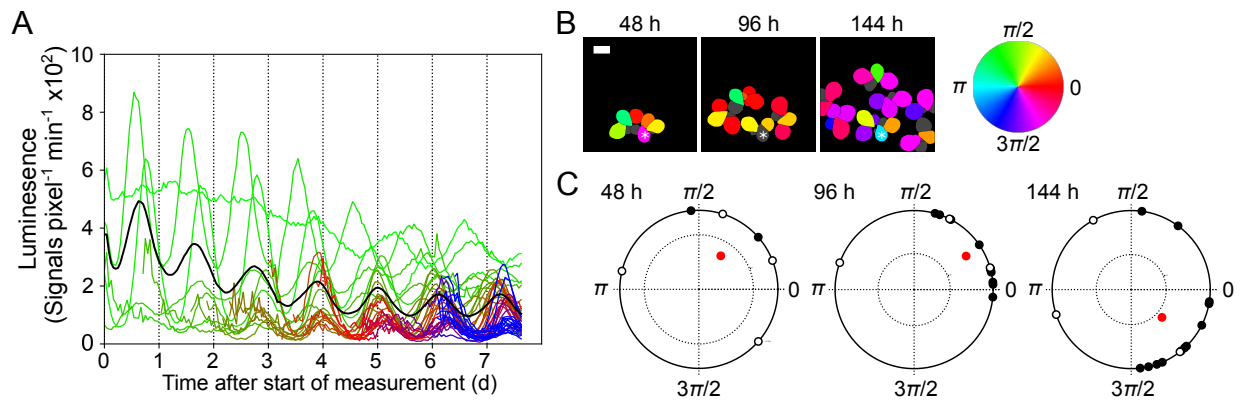 A
Luminesence
(Signals pixel⁻¹ min⁻¹ x10²)
10
8
6
4
2
0
0 1 2 3 4 5 6 7
Time after start of measurement (d)
B
48 h 96 h 144 h
* * *
π/2
π 0
3π/2
C
48 h π/2 96 h π/2 144 h π/2
π 0 π 0 π 0
3π/2 3π/2 3π/2